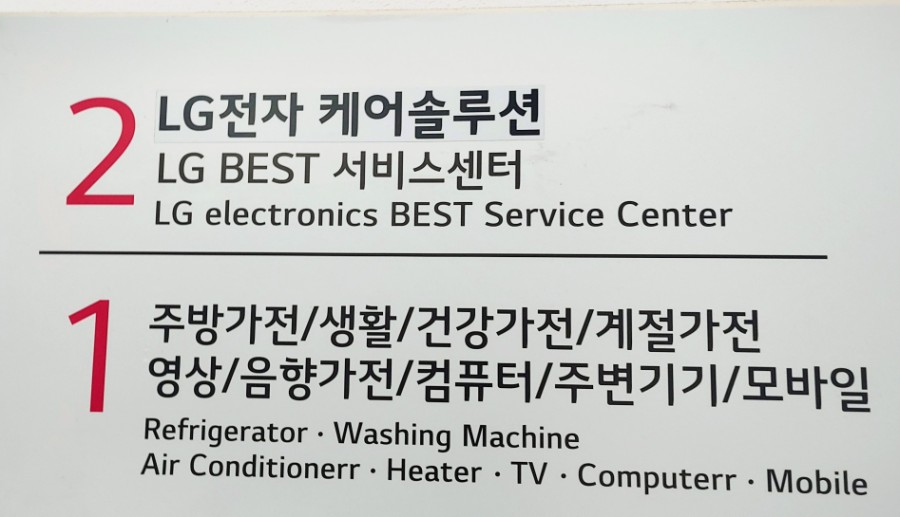 2
LG전자 케어솔루션
LG BEST 서비스센터
LG electronics BEST Service Center
1
주방가전/생활/건강가전/계절가전
영상/음향가전/컴퓨터/주변기기/모바일
Refrigerator · Washing Machine
Air Conditionerr · Heater · TV · Computerr · Mobile